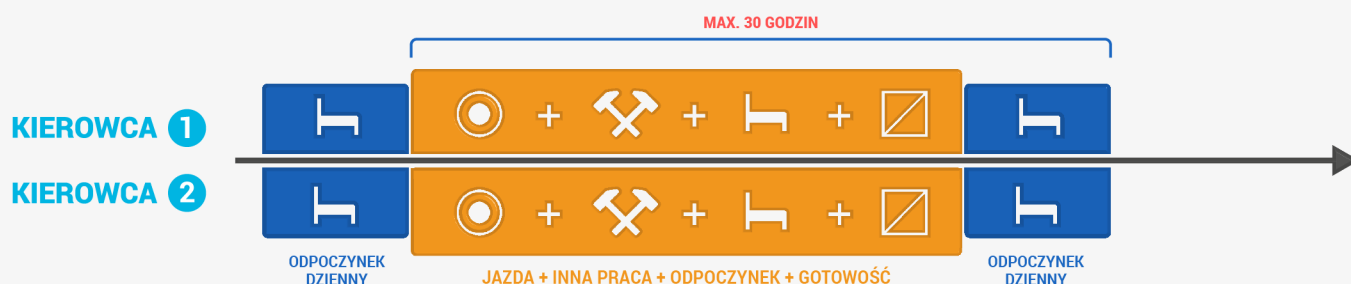 MAX. 30 GODZIN
KIEROWCA 1
KIEROWCA 2
ODPOCZYNEK
DZIENNY
JAZDA + INNA PRACA + ODPOCZYNEK + GOTOWOŚĆ
ODPOCZYNEK
DZIENNY